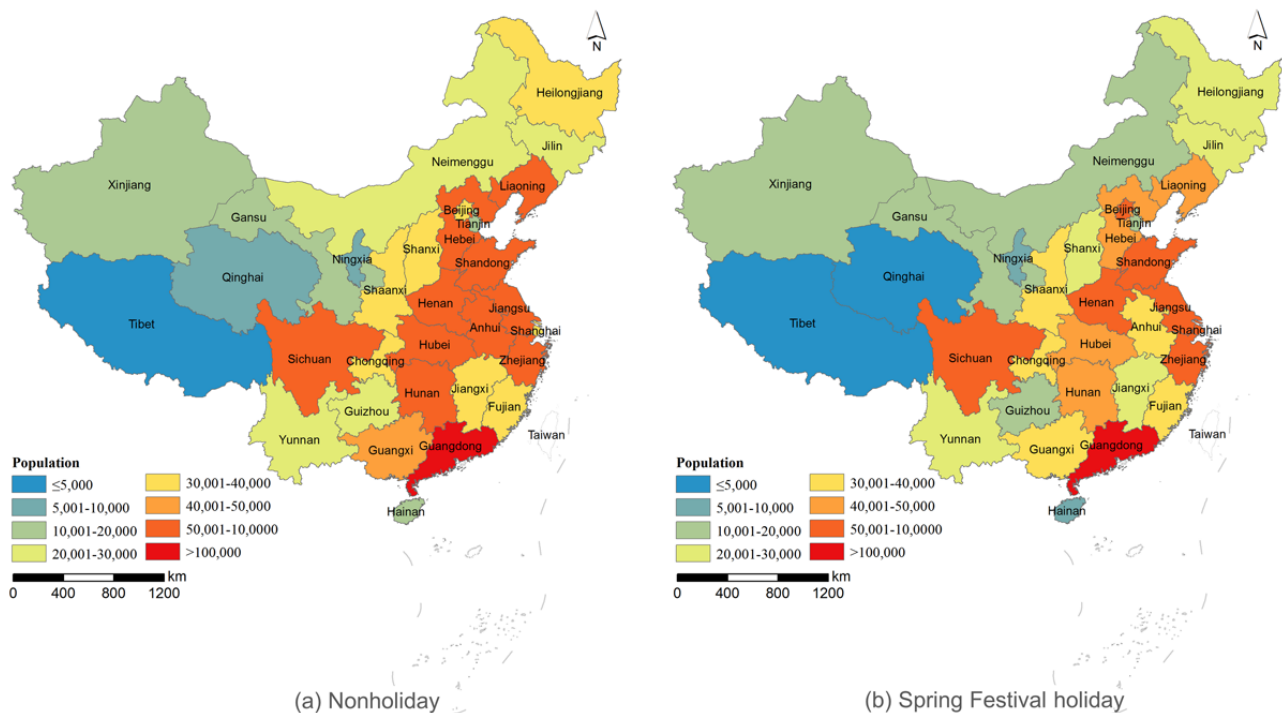 N
Heilongjiang
Jilin
Neimenggu
Liaoning
Xinjiang
Gansu
Beijing
Tianjin
Hebei
Shanxi
Ningxia
Shandong
Qinghai
Shaanxi
Henan
Jiangsu
Tibet
Anhui
Shanghai
Hubei
Sichuan
Chongqing
Zhejiang
Hunan
Jiangxi
Guizhou
Fujian
Yunnan
Guangxi
Guangdong
Taiwan
Hainan
Population
≤5,000
5,001-10,000
10,001-20,000
20,001-30,000
30,001-40,000
40,001-50,000
50,001-10,0000
>100,000
km
0 400 800 1200
(a) Nonholiday
N
Heilongjiang
Jilin
Neimenggu
Liaoning
Xinjiang
Gansu
Beijing
Tianjin
Hebei
Shanxi
Ningxia
Shandong
Qinghai
Shaanxi
Henan
Jiangsu
Tibet
Anhui
Shanghai
Hubei
Sichuan
Chongqing
Zhejiang
Hunan
Jiangxi
Guizhou
Fujian
Yunnan
Guangxi
Guangdong
Taiwan
Hainan
Population
≤5,000
5,001-10,000
10,001-20,000
20,001-30,000
30,001-40,000
40,001-50,000
50,001-10,0000
>100,000
km
0 400 800 1200
(b) Spring Festival holiday